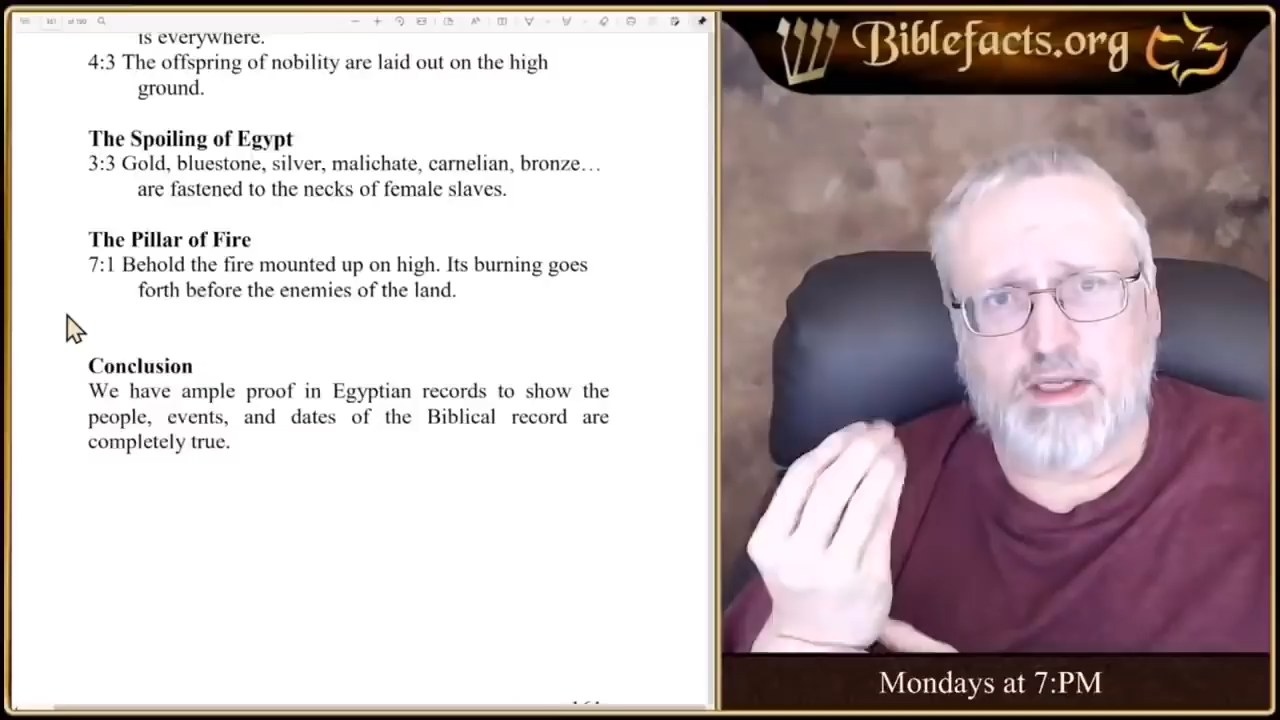 of 190
is everywhere.
4:3 The offspring of nobility are laid out on the high
ground.
The Spoiling of Egypt
3:3 Gold, bluestone, silver, malichate, carnelian, bronze…
are fastened to the necks of female slaves.
The Pillar of Fire
7:1 Behold the fire mounted up on high. Its burning goes
forth before the enemies of the land.
Conclusion
We have ample proof in Egyptian records to show the
people, events, and dates of the Biblical record are
completely true.
Biblefacts.org
Mondays at 7:PM